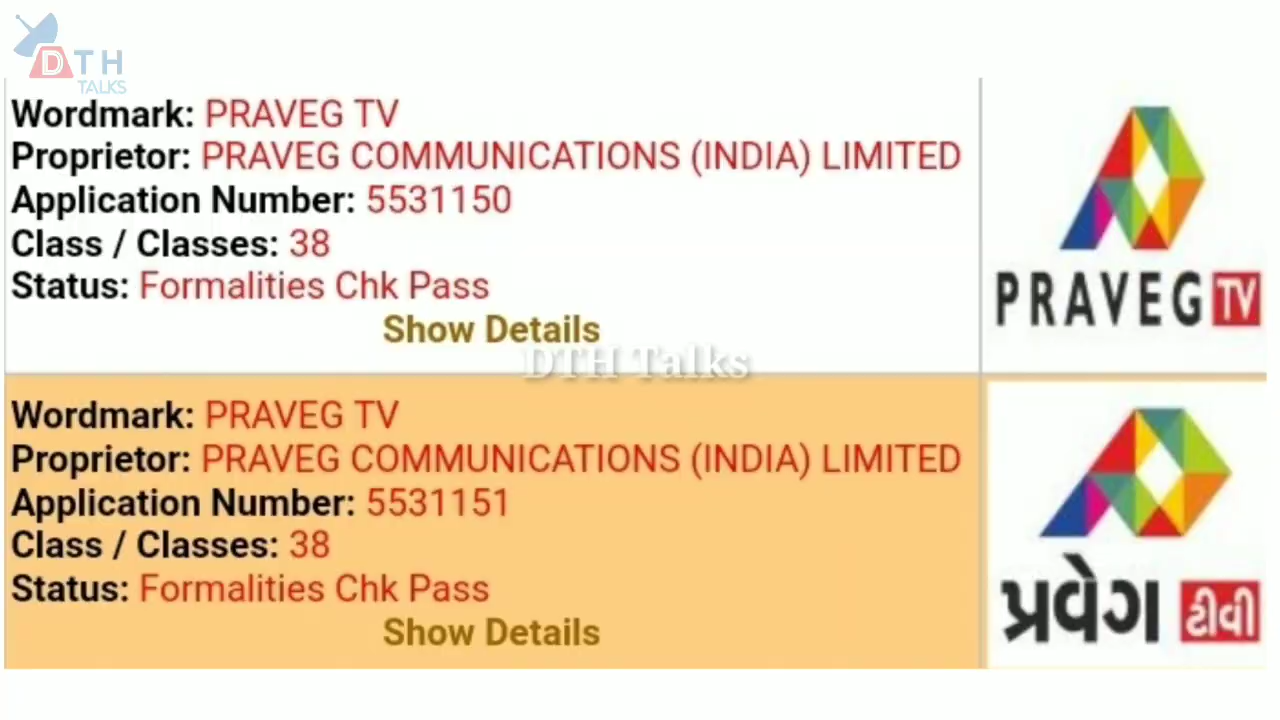 DTH
TALKS
Wordmark: PRAVEG TV
Proprietor: PRAVEG COMMUNICATIONS (INDIA) LIMITED
Application Number: 5531150
Class / Classes: 38
Status: Formalities Chk Pass
Show Details
PRAVEG TV
DTH Talks
Wordmark: PRAVEG TV
Proprietor: PRAVEG COMMUNICATIONS (INDIA) LIMITED
Application Number: 5531151
Class / Classes: 38
Status: Formalities Chk Pass
Show Details
પ્રવેગ ટીવી